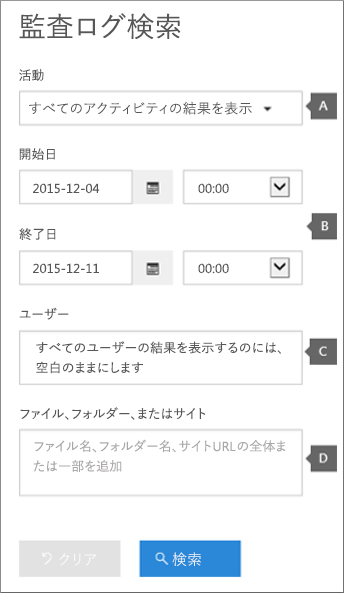 監査ログ検索
活動
すべてのアクティビティの結果を表示
A
開始日
2015-12-04
00:00
B
終了日
2015-12-11
00:00
ユーザー
すべてのユーザーの結果を表示するのには、
空白のままにします
C
ファイル、フォルダー、またはサイト
ファイル名、フォルダー名、サイトURLの全体ま
たは一部を追加
D
クリア
検索